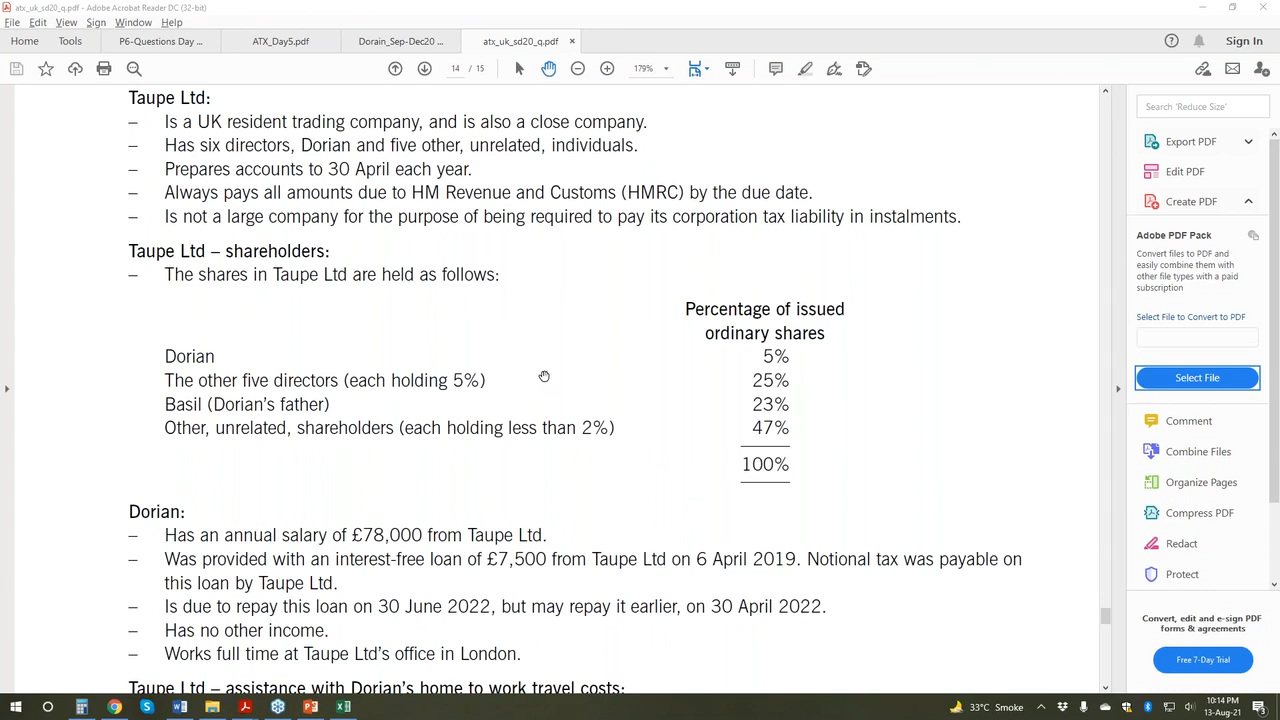 atx_uk_sd20_q.pdf - Adobe Acrobat Reader DC (32-bit)
File Edit View Sign Window Help
Home Tools P6-Questions Day ... ATX_Day5.pdf Dorain_Sep-Dec20 ... atx_uk_sd20_q.pdf × Sign In
14 / 15 179%
Taupe Ltd:
– Is a UK resident trading company, and is also a close company.
– Has six directors, Dorian and five other, unrelated, individuals.
– Prepares accounts to 30 April each year.
– Always pays all amounts due to HM Revenue and Customs (HMRC) by the due date.
– Is not a large company for the purpose of being required to pay its corporation tax liability in instalments.
Taupe Ltd – shareholders:
– The shares in Taupe Ltd are held as follows:
Percentage of issued
ordinary shares
Dorian 5%
The other five directors (each holding 5%) 25%
Basil (Dorian's father) 23%
Other, unrelated, shareholders (each holding less than 2%) 47%
100%
Dorian:
– Has an annual salary of £78,000 from Taupe Ltd.
– Was provided with an interest-free loan of £7,500 from Taupe Ltd on 6 April 2019. Notional tax was payable on
this loan by Taupe Ltd.
– Is due to repay this loan on 30 June 2022, but may repay it earlier, on 30 April 2022.
– Has no other income.
– Works full time at Taupe Ltd's office in London.
Taupe Ltd – assistance with Dorian's home to work travel costs:
Search 'Reduce Size'
Export PDF
Edit PDF
Create PDF
Adobe PDF Pack
Convert files to PDF and
easily combine them with
other file types with a paid
subscription
Select File to Convert to PDF
Select File
Comment
Combine Files
Organize Pages
Compress PDF
Redact
Protect
Convert, edit and e-sign PDF
forms & agreements
Free 7-Day Trial
33°C Smoke
10:14 PM
13-Aug-21